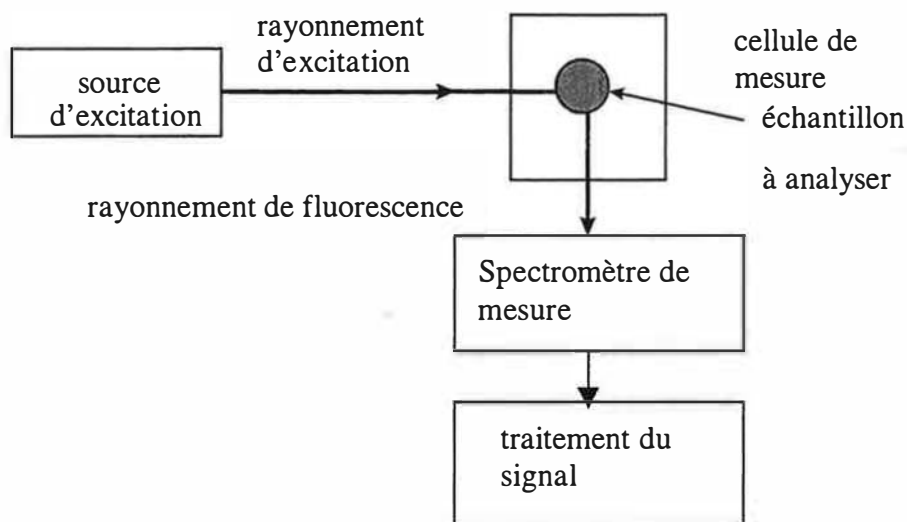 rayonnement
d'excitation
source
d'excitation
cellule de
mesure
échantillon
à analyser
rayonnement de fluorescence
Spectromètre de
mesure
traitement du
signal